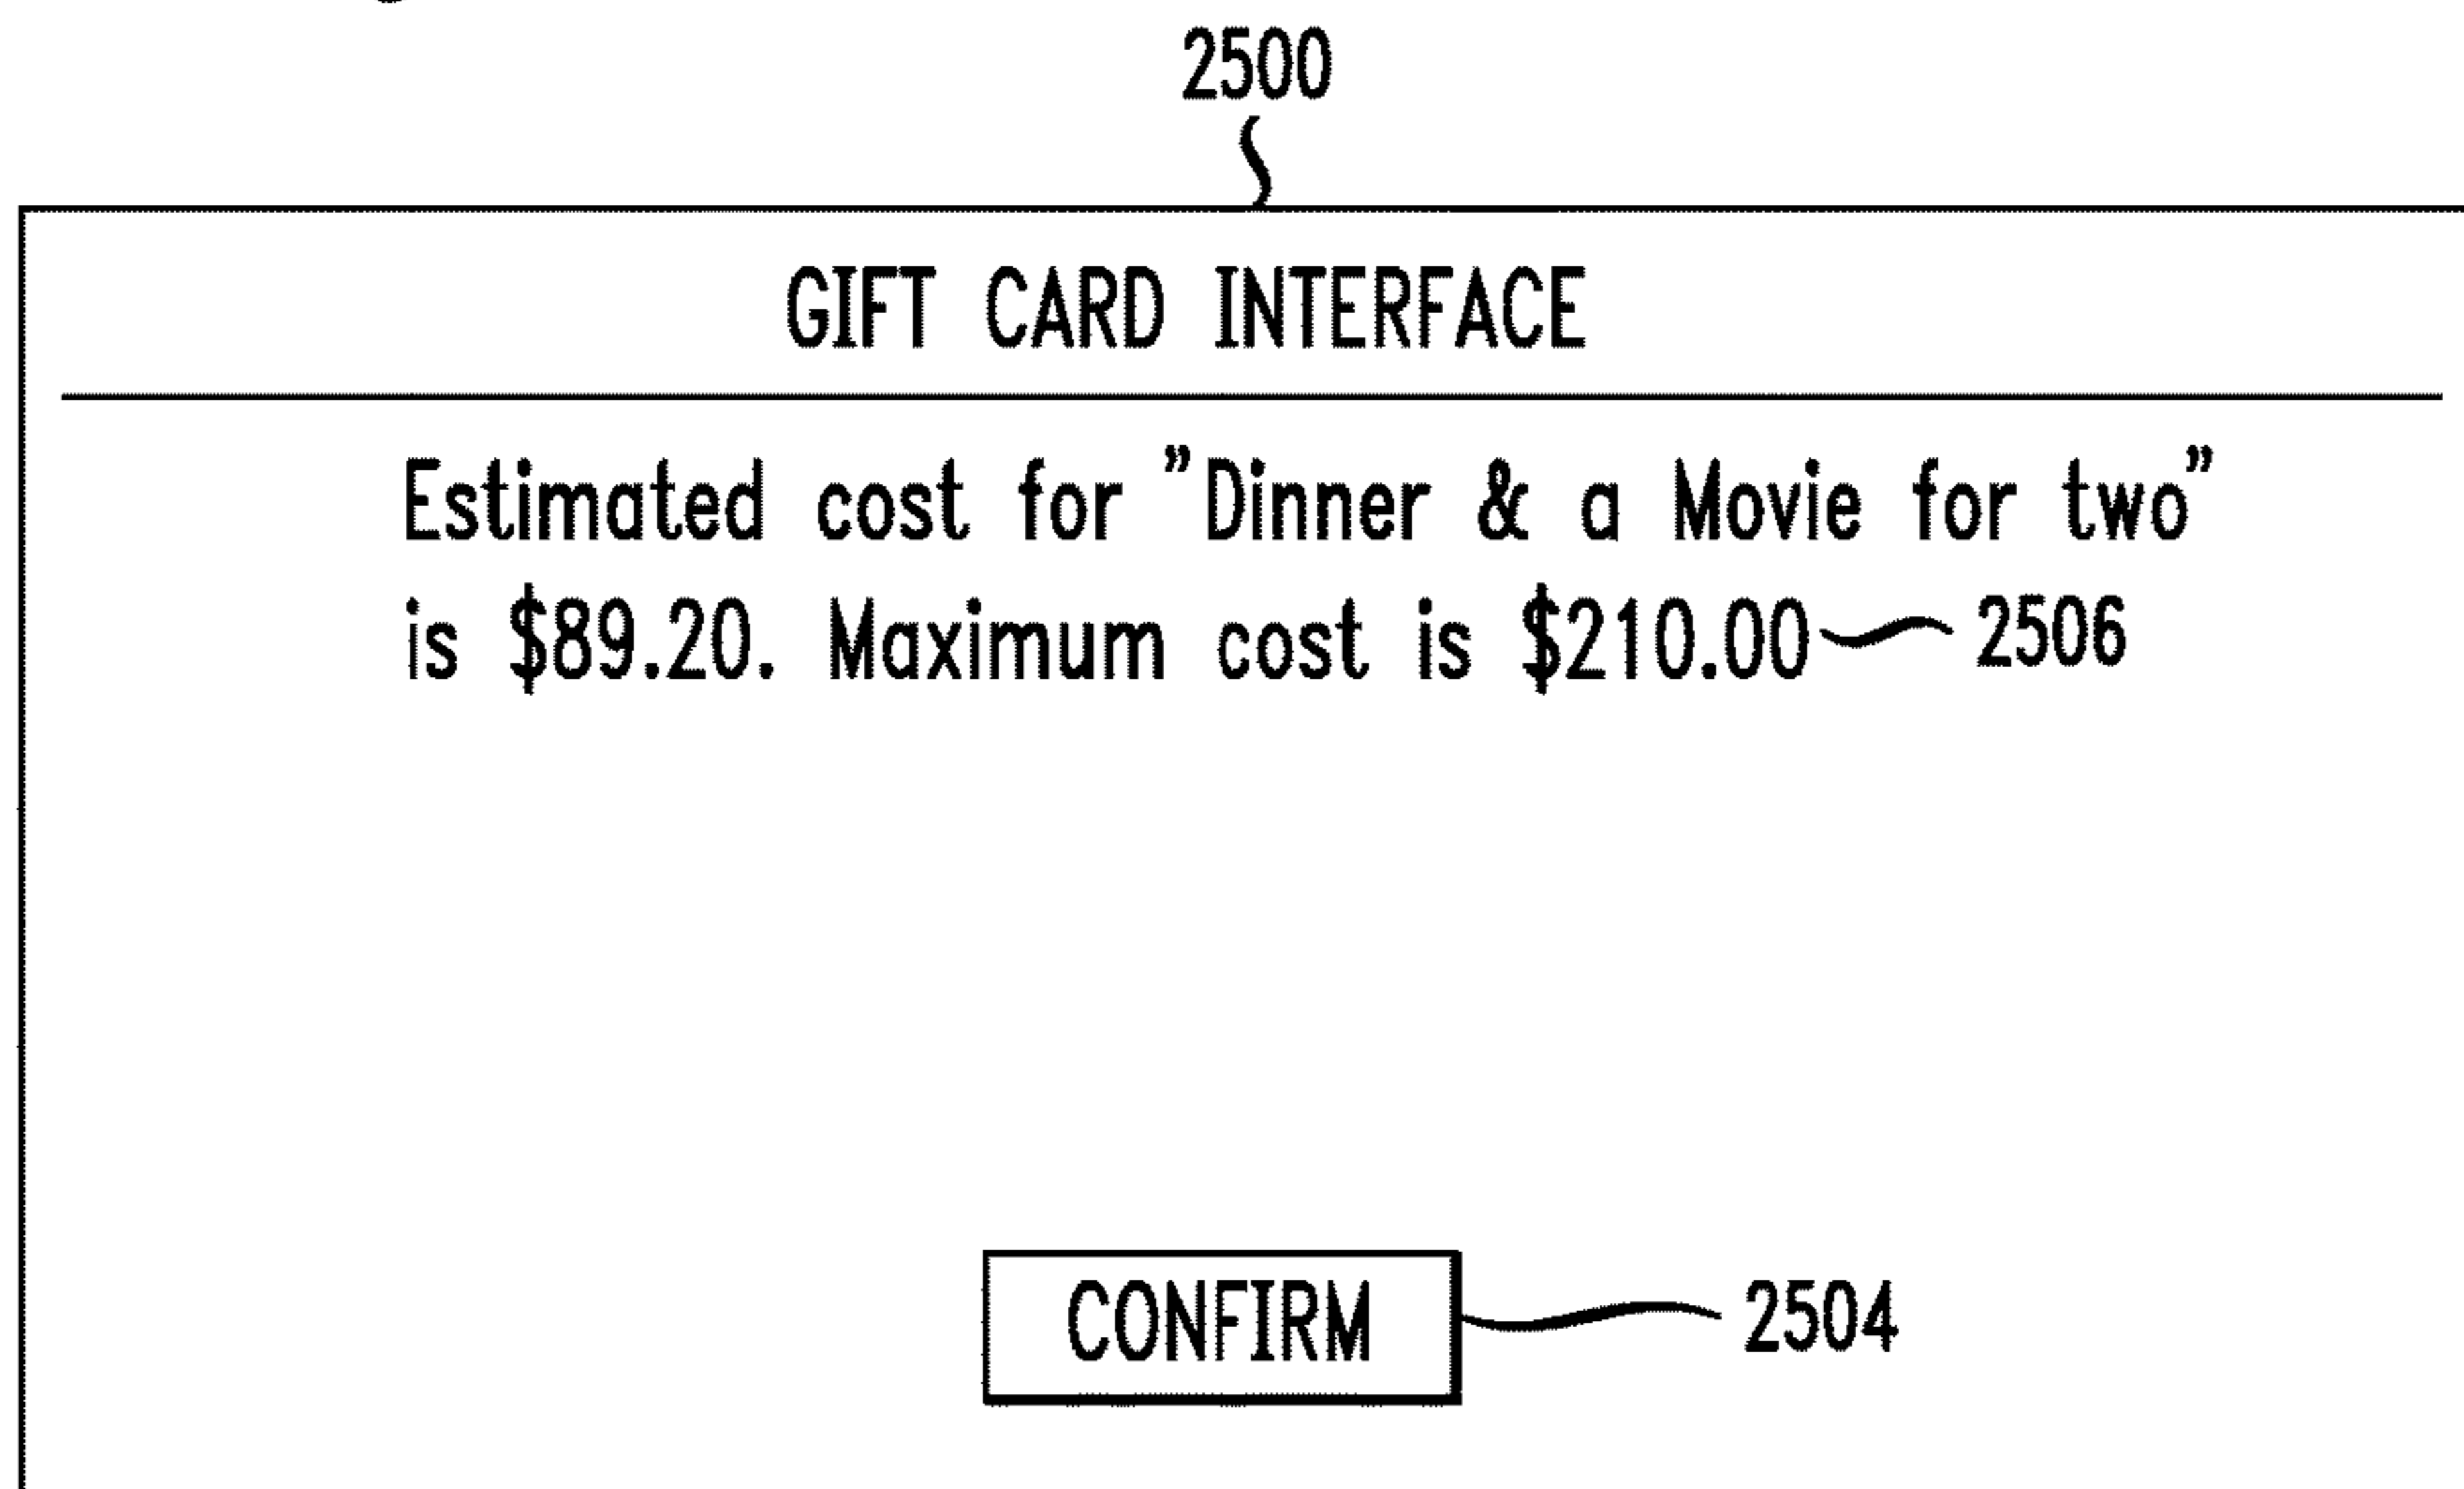 2500
GIFT CARD INTERFACE
Estimated cost for ”Dinner & a Movie for two”
is $89.20. Maximum cost is $210.00 2506
CONFIRM 2504